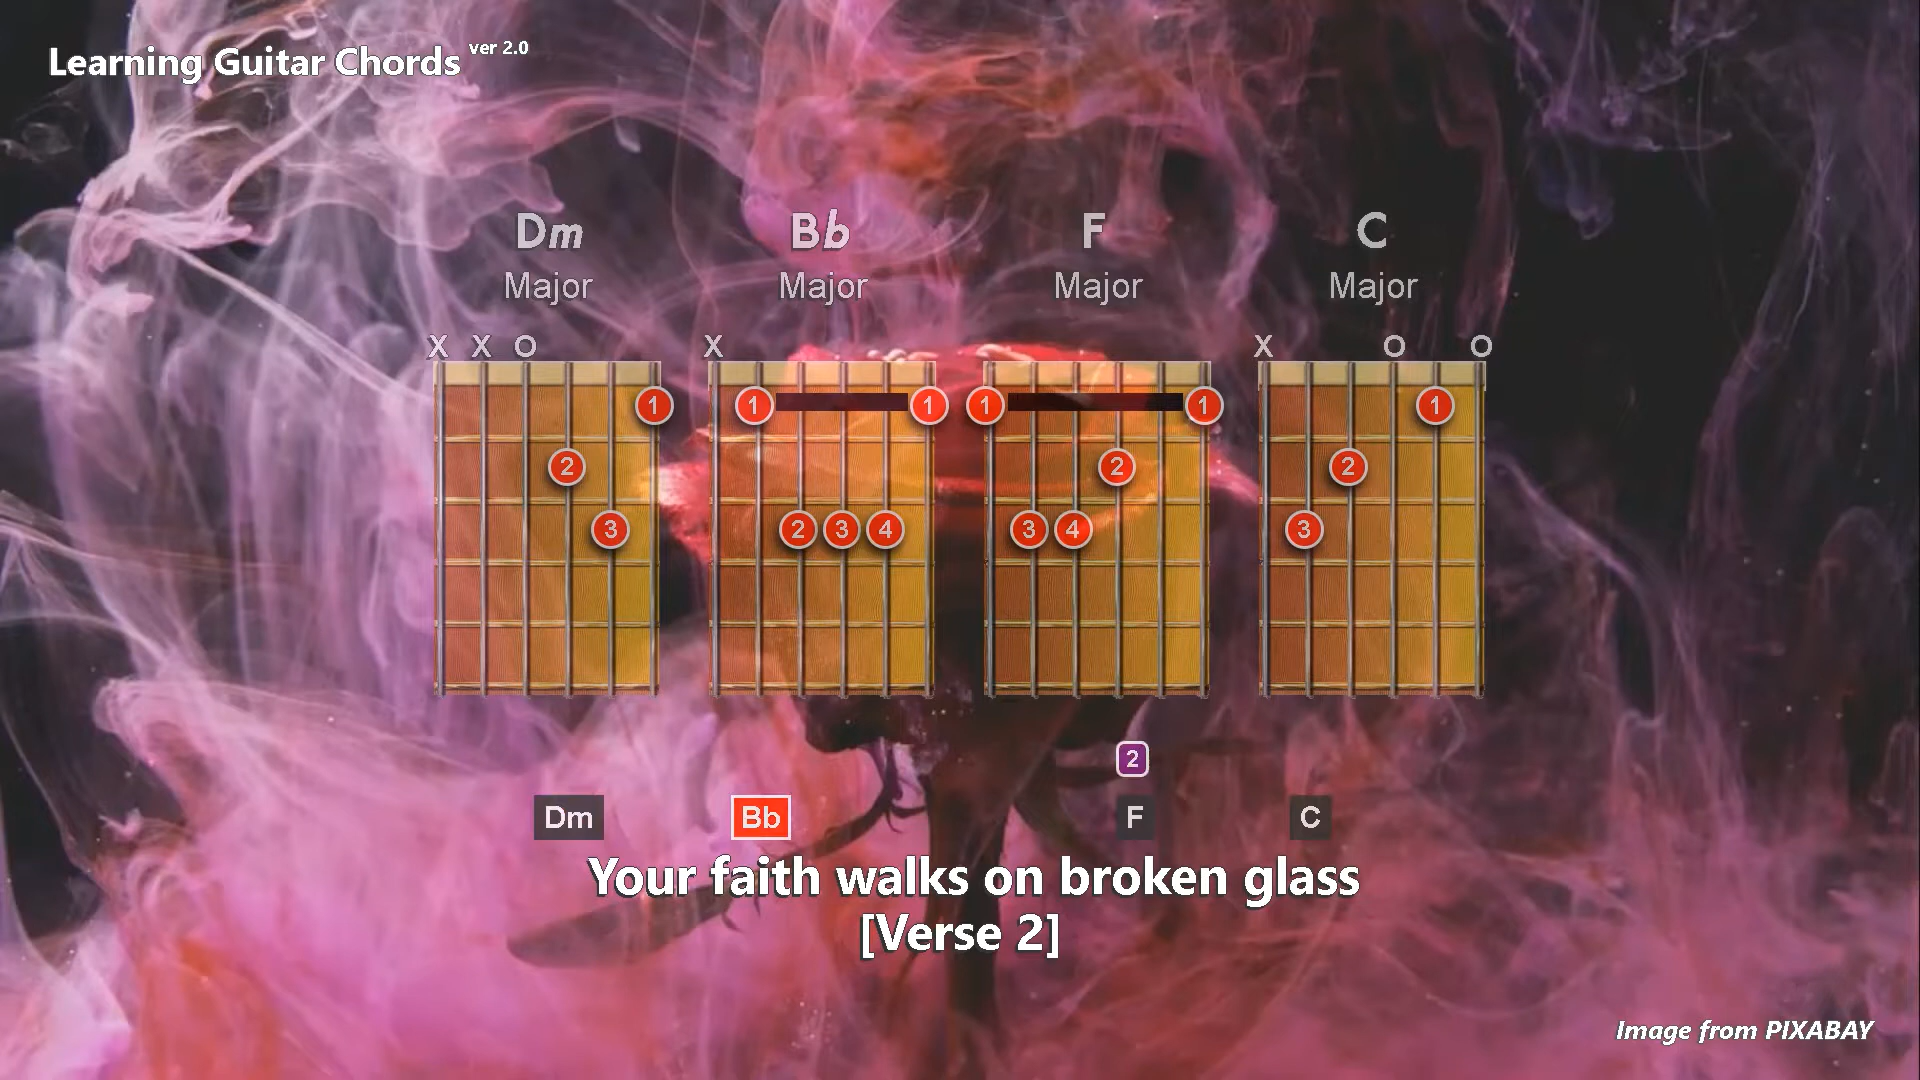 Learning Guitar Chords ver 2.0
Dm Bb F C
Major Major Major Major
X X O X X O O
1 1 1 1 1 1
2 2 2
3 2 3 4 3 4 3
2
Dm Bb F C
Your faith walks on broken glass
[Verse 2]
Image from PIXABAY